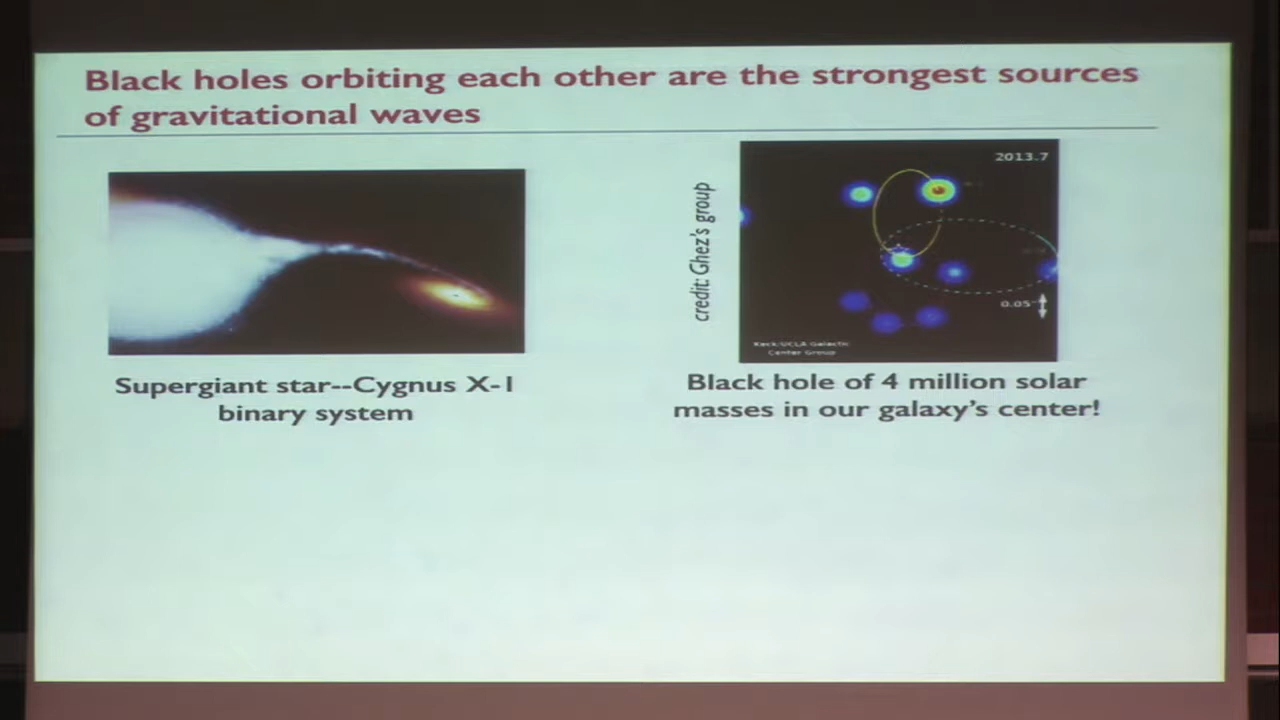 Black holes orbiting each other are the strongest sources
of gravitational waves
credit: Ghez's group
2013.7
0.05"
Keck/UCLA Galactic
Center Group
Supergiant star--Cygnus X-1
binary system
Black hole of 4 million solar
masses in our galaxy's center!